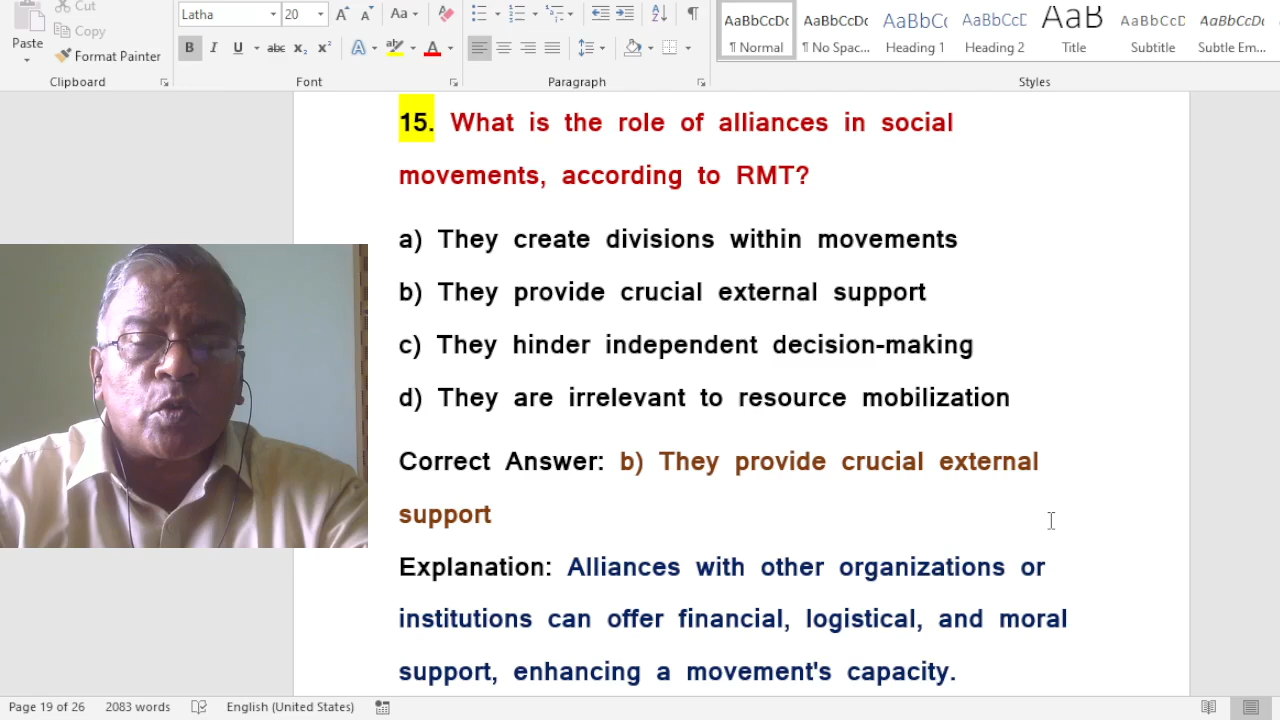 Cut
Copy
Paste
Format Painter
Clipboard
Latha 20 Aa
B I U abc x₂ x² A A
Font
Paragraph
AaBbCcDc AaBbCcDc AaBbCc AaBbCcD AaB AaBbCcD AaBbCcDc
¶ Normal ¶ No Spac... Heading 1 Heading 2 Title Subtitle Subtle Em...
Styles
15. What is the role of alliances in social
movements, according to RMT?
a) They create divisions within movements
b) They provide crucial external support
c) They hinder independent decision-making
d) They are irrelevant to resource mobilization
Correct Answer: b) They provide crucial external
support
Explanation: Alliances with other organizations or
institutions can offer financial, logistical, and moral
support, enhancing a movement's capacity.
Page 19 of 26 2083 words English (United States)